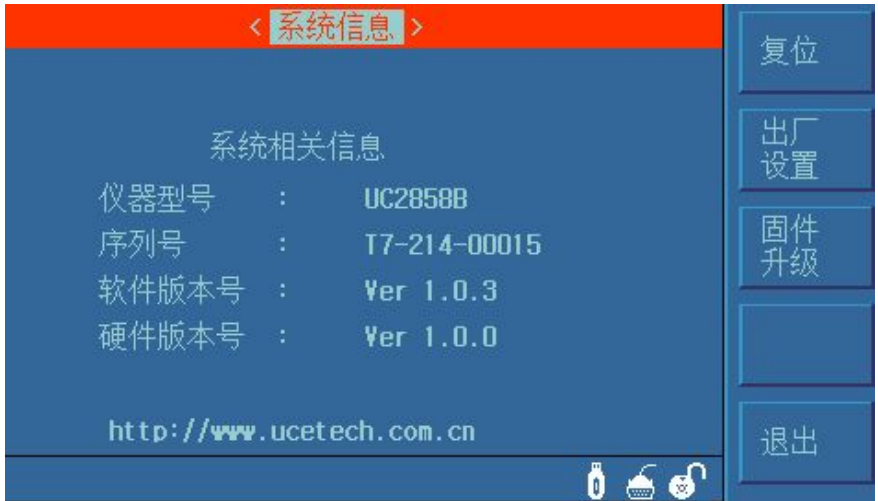 < 系统信息 >
系统相关信息
仪器型号 : UC2858B
序列号 : T7-214-00015
软件版本号 : Ver 1.0.3
硬件版本号 : Ver 1.0.0
http://www.ucetech.com.cn
复位
出厂
设置
固件
升级
退出